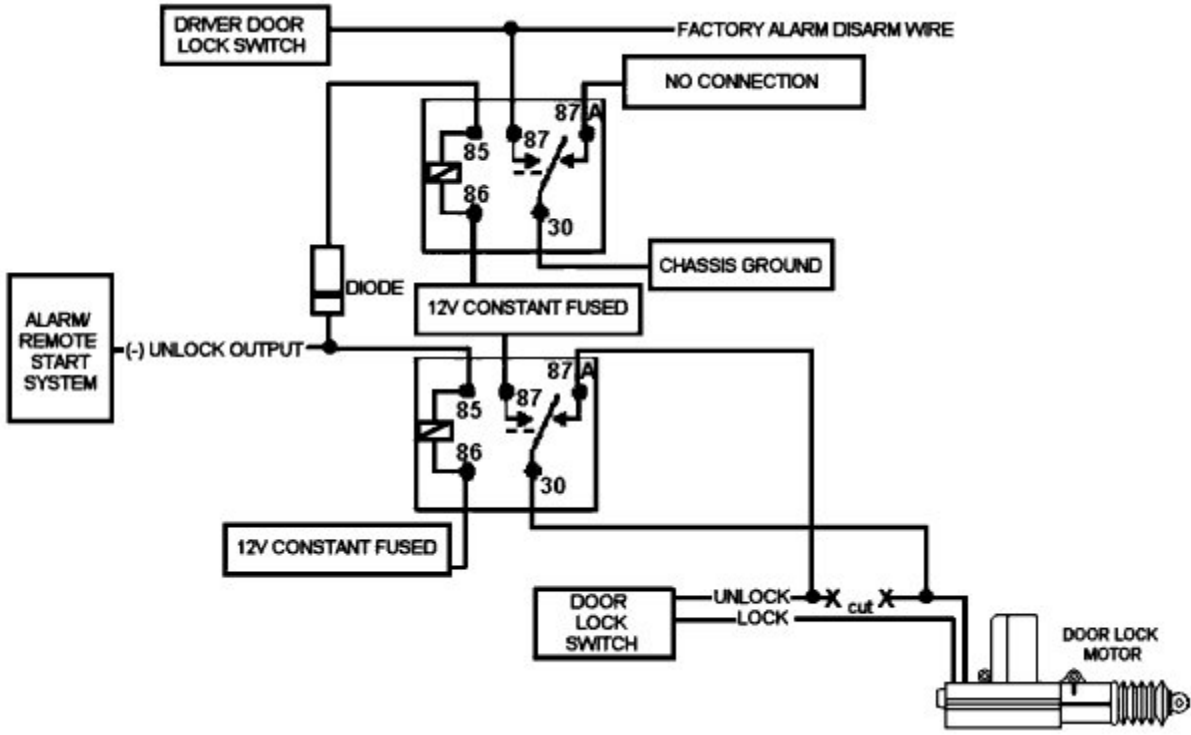 DRIVER DOOR
LOCK SWITCH
FACTORY ALARM DISARM WIRE
NO CONNECTION
87 A
87
85
86
30
CHASSIS GROUND
DIODE
12V CONSTANT FUSED
ALARM/
REMOTE
START
SYSTEM
(-) UNLOCK OUTPUT
87 A
87
85
86
30
12V CONSTANT FUSED
DOOR
LOCK
SWITCH
UNLOCK
X cut X
LOCK
DOOR LOCK
MOTOR